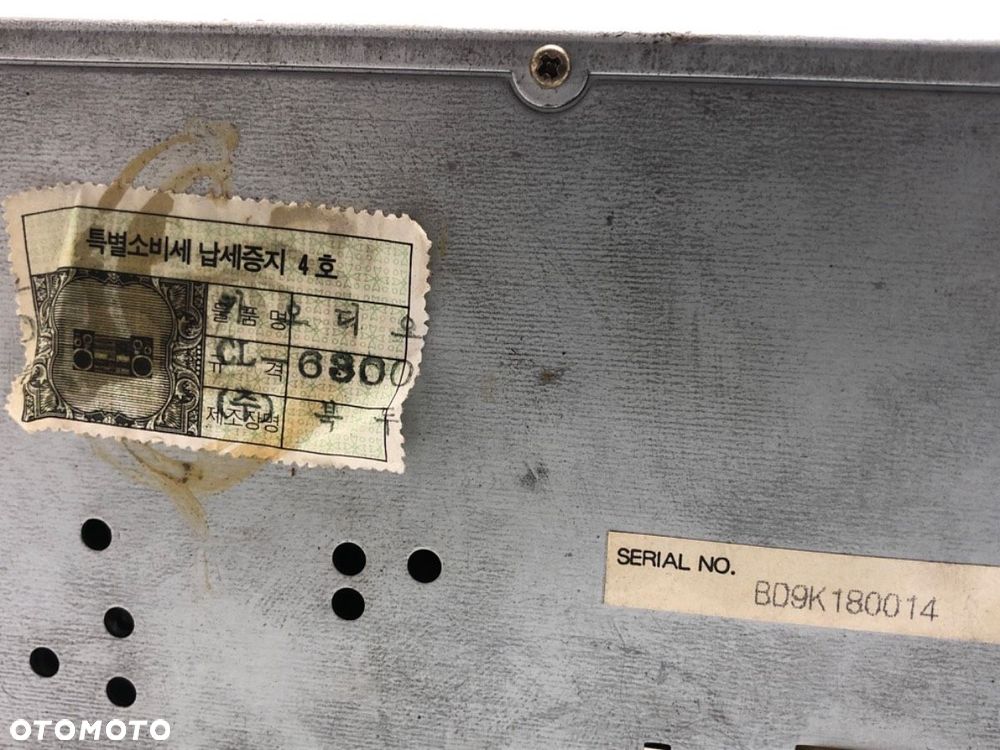 특별소비세 납세증지 4 호
물품명 카 오 디 오
규 격 CL-6300
제조장명 (주)
SERIAL NO.
BD9K180014
OTOMOTO